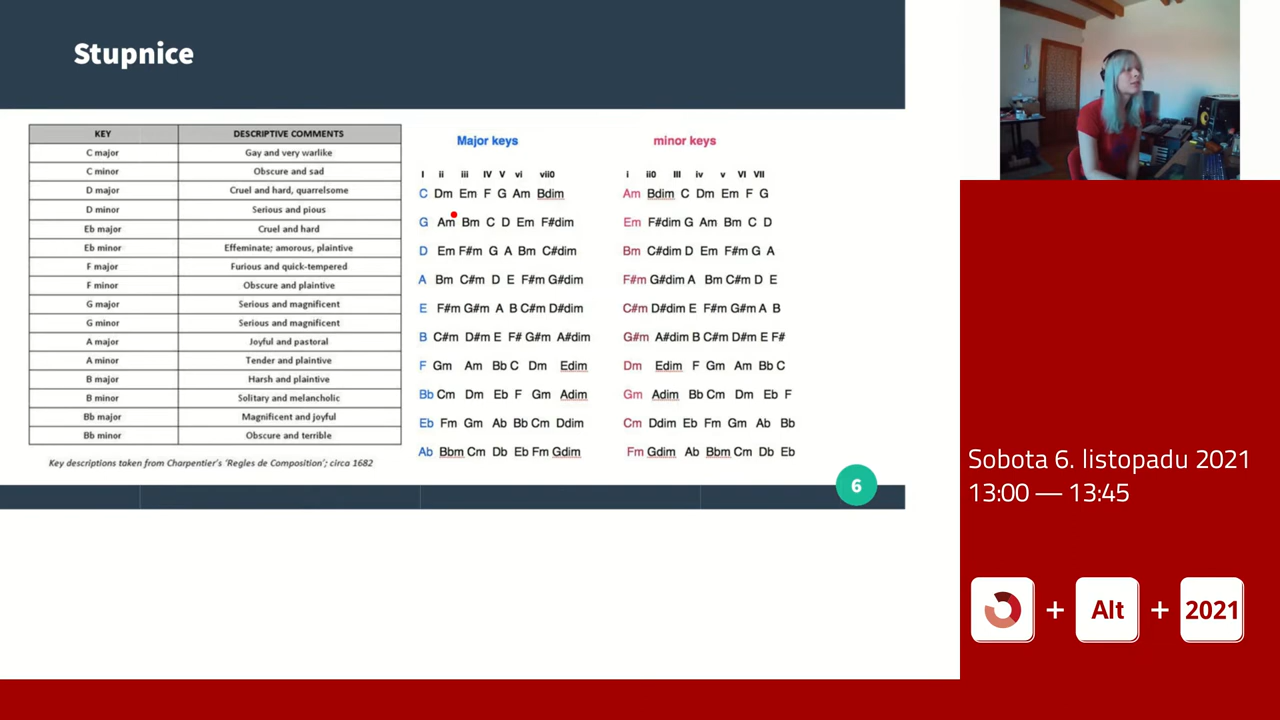 Stupnice
KEY DESCRIPTIVE COMMENTS
C major Gay and very warlike
C minor Obscure and sad
D major Cruel and hard, quarrelsome
D minor Serious and pious
Eb major Cruel and hard
Eb minor Effeminate; amorous, plaintive
F major Furious and quick-tempered
F minor Obscure and plaintive
G major Serious and magnificent
G minor Serious and magnificent
A major Joyful and pastoral
A minor Tender and plaintive
B major Harsh and plaintive
B minor Solitary and melancholic
Bb major Magnificent and joyful
Bb minor Obscure and terrible
Key descriptions taken from Charpentier's 'Regles de Composition'; circa 1682
Major keys
I ii iii IV V vi vii0
C Dm Em F G Am Bdim
G Am Bm C D Em F#dim
D Em F#m G A Bm C#dim
A Bm C#m D E F#m G#dim
E F#m G#m A B C#m D#dim
B C#m D#m E F# G#m A#dim
F Gm Am Bb C Dm Edim
Bb Cm Dm Eb F Gm Adim
Eb Fm Gm Ab Bb Cm Ddim
Ab Bbm Cm Db Eb Fm Gdim
minor keys
i ii0 III iv v VI VII
Am Bdim C Dm Em F G
Em F#dim G Am Bm C D
Bm C#dim D Em F#m G A
F#m G#dim A Bm C#m D E
C#m D#dim E F#m G#m A B
G#m A#dim B C#m D#m E F#
Dm Edim F Gm Am Bb C
Gm Adim Bb Cm Dm Eb F
Cm Ddim Eb Fm Gm Ab Bb
Fm Gdim Ab Bbm Cm Db Eb
6
Sobota 6. listopadu 2021
13:00 — 13:45
+ Alt + 2021